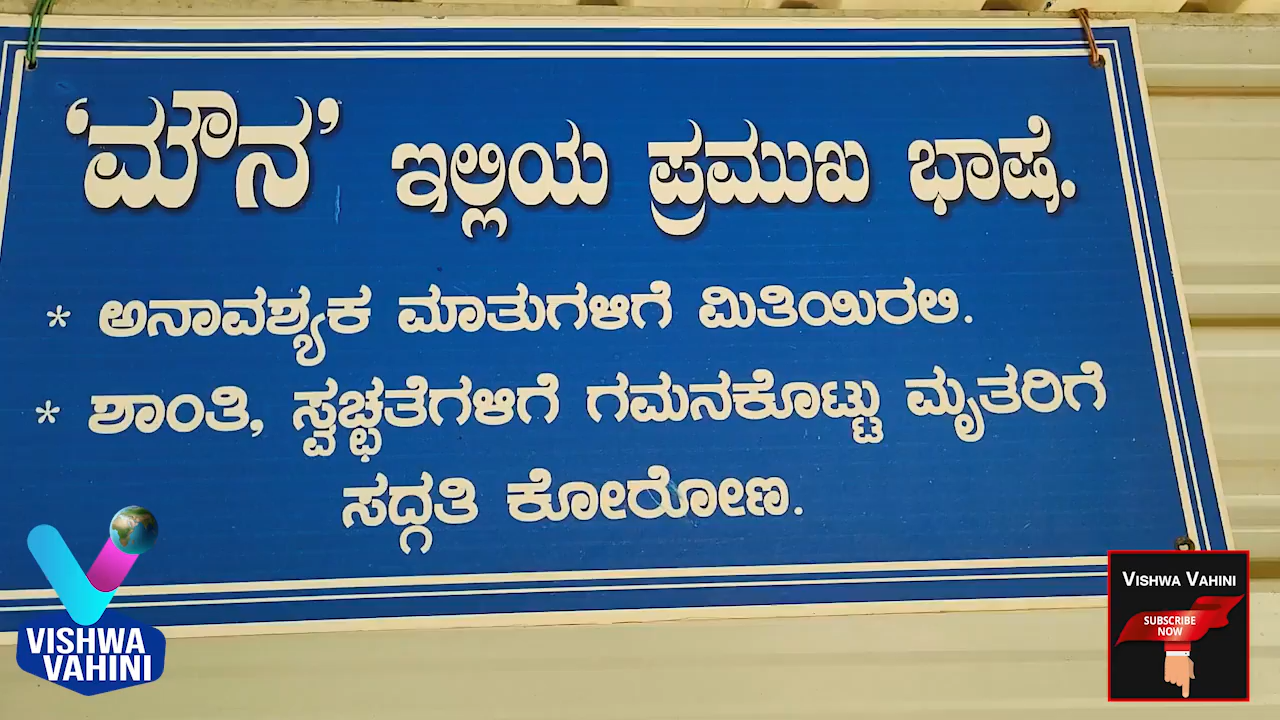 ‘ಮೌನ’ ಇಲ್ಲಿಯ ಪ್ರಮುಖ ಭಾಷೆ.
* ಅನಾವಶ್ಯಕ ಮಾತುಗಳಿಗೆ ಮಿತಿಯಿರಲಿ.
* ಶಾಂತಿ, ಸ್ವಚ್ಛತೆಗಳಿಗೆ ಗಮನಕೊಟ್ಟು ಮೃತರಿಗೆ
ಸದ್ಗತಿ ಕೋರೋಣ.
VISHWA
VAHINI
VISHWA VAHINI
SUBSCRIBE
NOW